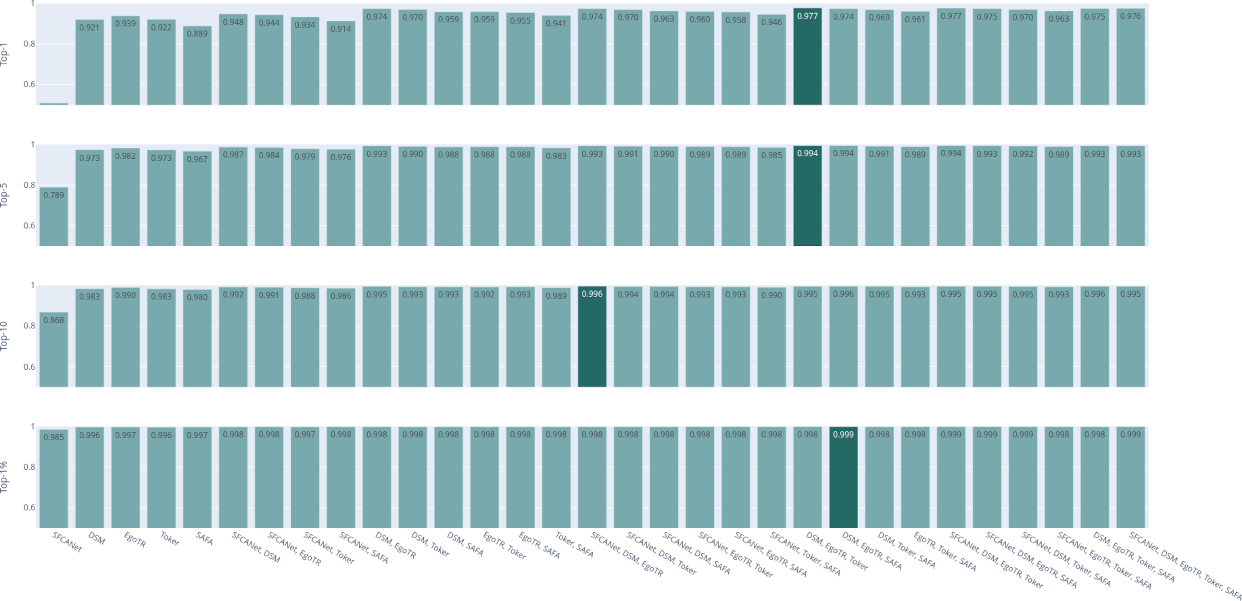 1
0.8
0.6
Top-1
0.921 0.939 0.922 0.889 0.948 0.944 0.934 0.914 0.974 0.970 0.959 0.959 0.955 0.941 0.974 0.970 0.963 0.960 0.958 0.946 0.977 0.974 0.969 0.961 0.977 0.975 0.970 0.963 0.975 0.976
1
0.8
0.6
Top-5
0.789 0.973 0.982 0.973 0.967 0.987 0.984 0.979 0.976 0.993 0.990 0.988 0.988 0.988 0.983 0.993 0.991 0.990 0.989 0.989 0.985 0.994 0.994 0.991 0.989 0.994 0.993 0.992 0.989 0.993 0.993
1
0.8
0.6
Top-10
0.868 0.983 0.990 0.983 0.980 0.992 0.991 0.988 0.986 0.995 0.993 0.993 0.992 0.993 0.989 0.996 0.994 0.994 0.993 0.993 0.990 0.995 0.996 0.995 0.993 0.995 0.995 0.995 0.993 0.996 0.995
1
0.8
0.6
Top-1%
0.985 0.996 0.997 0.996 0.997 0.998 0.998 0.997 0.998 0.998 0.998 0.998 0.998 0.998 0.998 0.998 0.998 0.998 0.998 0.998 0.998 0.998 0.999 0.998 0.998 0.999 0.999 0.999 0.998 0.998 0.999
SFCANet
DSM
EgoTR
Toker
SAFA
SFCANet, DSM
SFCANet, EgoTR
SFCANet, Toker
SFCANet, SAFA
DSM, EgoTR
DSM, Toker
DSM, SAFA
EgoTR, Toker
EgoTR, SAFA
Toker, SAFA
SFCANet, DSM, EgoTR
SFCANet, DSM, Toker
SFCANet, DSM, SAFA
SFCANet, EgoTR, Toker
SFCANet, EgoTR, SAFA
SFCANet, Toker, SAFA
DSM, EgoTR, Toker
DSM, EgoTR, SAFA
DSM, Toker, SAFA
EgoTR, Toker, SAFA
SFCANet, DSM, EgoTR, Toker
SFCANet, DSM, EgoTR, SAFA
SFCANet, DSM, Toker, SAFA
SFCANet, EgoTR, Toker, SAFA
DSM, EgoTR, Toker, SAFA
SFCANet, DSM, EgoTR, Toker, SAFA